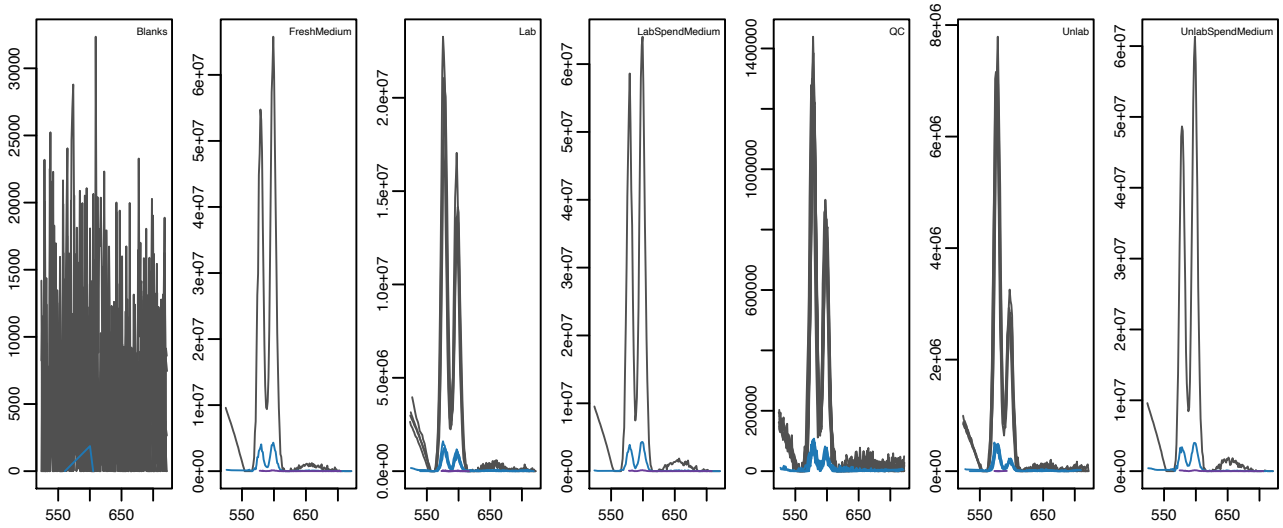 Blanks
30000
25000
20000
15000
10000
5000
0
550 650
FreshMedium
6e+07
5e+07
4e+07
3e+07
2e+07
1e+07
0e+00
550 650
Lab
2.0e+07
1.5e+07
1.0e+07
5.0e+06
0.0e+00
550 650
LabSpendMedium
6e+07
5e+07
4e+07
3e+07
2e+07
1e+07
0e+00
550 650
QC
1400000
1000000
600000
200000
0
550 650
Unlab
8e+06
6e+06
4e+06
2e+06
0e+00
550 650
UnlabSpendMedium
6e+07
5e+07
4e+07
3e+07
2e+07
1e+07
0e+00
550 650